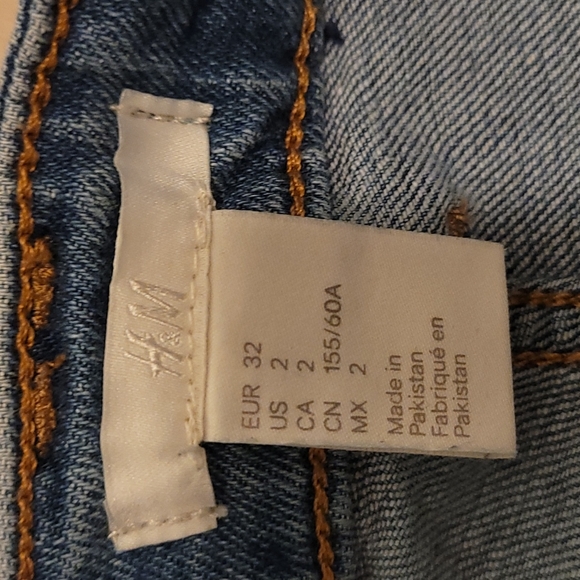 H&M
EUR 32
US 2
CA 2
CN 155/60A
MX 2
Made in
Pakistan
Fabriqué en
Pakistan